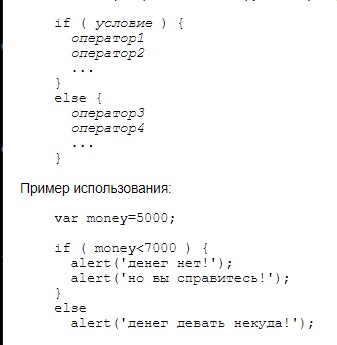 if ( условие ) {
оператор1
оператор2
...
}
else {
оператор3
оператор4
...
}
Пример использования:
var money=5000;
if ( money<7000 ) {
alert('денег нет!');
alert('но вы справитесь!');
}
else
alert('денег девать некуда!');